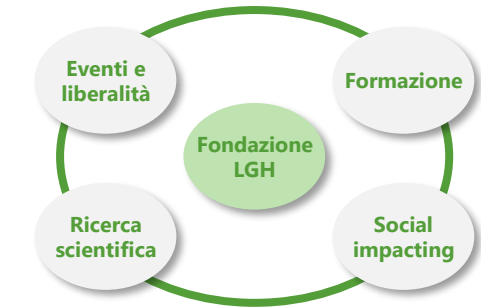 Eventi e
liberalità
Formazione
Fondazione
LGH
Ricerca
scientifica
Social
impacting